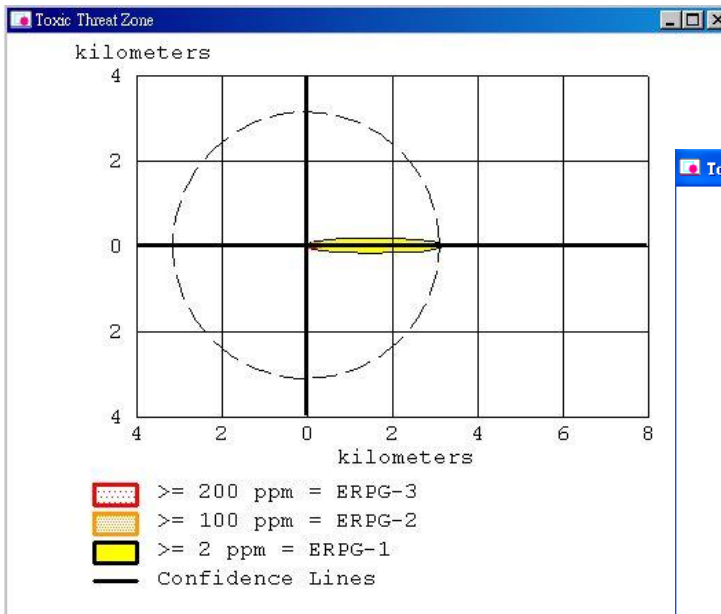 Toxic Threat Zone
kilometers
4
2
0
2
4
4 2 0 2 4 6 8
kilometers
>= 200 ppm = ERPG-3
>= 100 ppm = ERPG-2
>= 2 ppm = ERPG-1
Confidence Lines
To